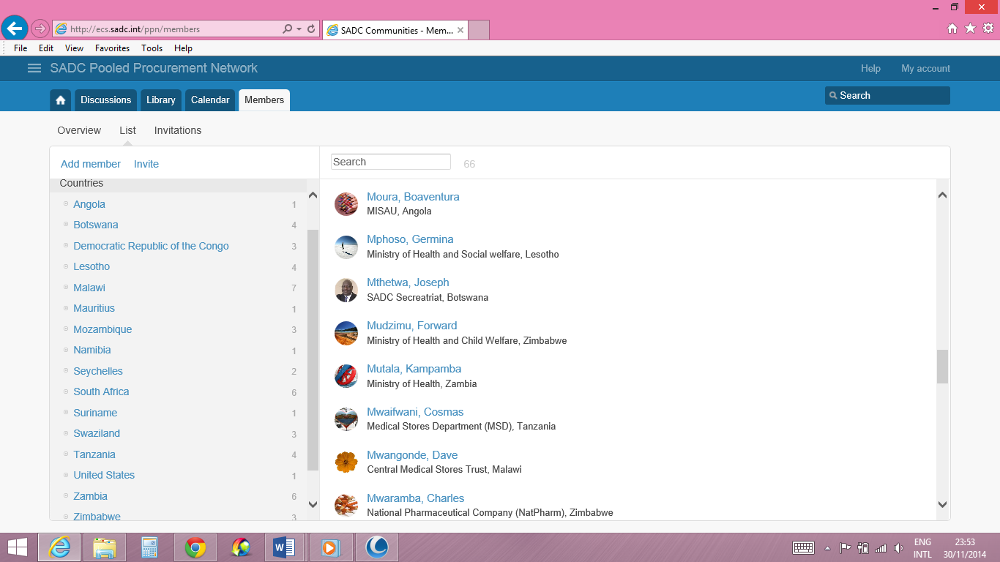 http://ecs.sadc.int/ppn/members
SADC Communities - Mem...
File Edit View Favorites Tools Help
SADC Pooled Procurement Network
Help My account
Discussions Library Calendar Members
Search
Overview List Invitations
Add member Invite
Search 66
Countries
Angola 1
Botswana 4
Democratic Republic of the Congo 3
Lesotho 4
Malawi 7
Mauritius 1
Mozambique 3
Namibia 1
Seychelles 2
South Africa 6
Suriname 1
Swaziland 3
Tanzania 4
United States 1
Zambia 6
Zimbabwe 3
Moura, Boaventura
MISAU, Angola
Mphoso, Germina
Ministry of Health and Social welfare, Lesotho
Mthetwa, Joseph
SADC Secreatriat, Botswana
Mudzimu, Forward
Ministry of Health and Child Welfare, Zimbabwe
Mutala, Kampamba
Ministry of Health, Zambia
Mwaifwani, Cosmas
Medical Stores Department (MSD), Tanzania
Mwangonde, Dave
Central Medical Stores Trust, Malawi
Mwaramba, Charles
National Pharmaceutical Company (NatPharm), Zimbabwe
ENG
INTL
23:53
30/11/2014